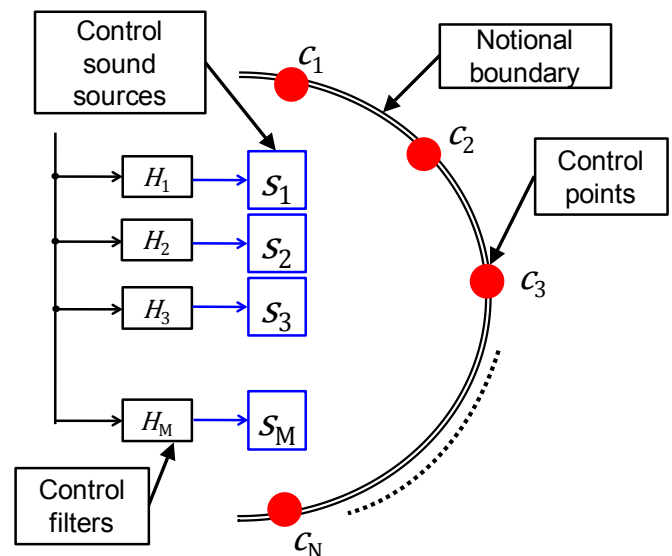 Control
sound
sources
c1
Notional
boundary
c2
Control
points
H1
s1
H2
s2
c3
H3
s3
HM
sM
Control
filters
cN